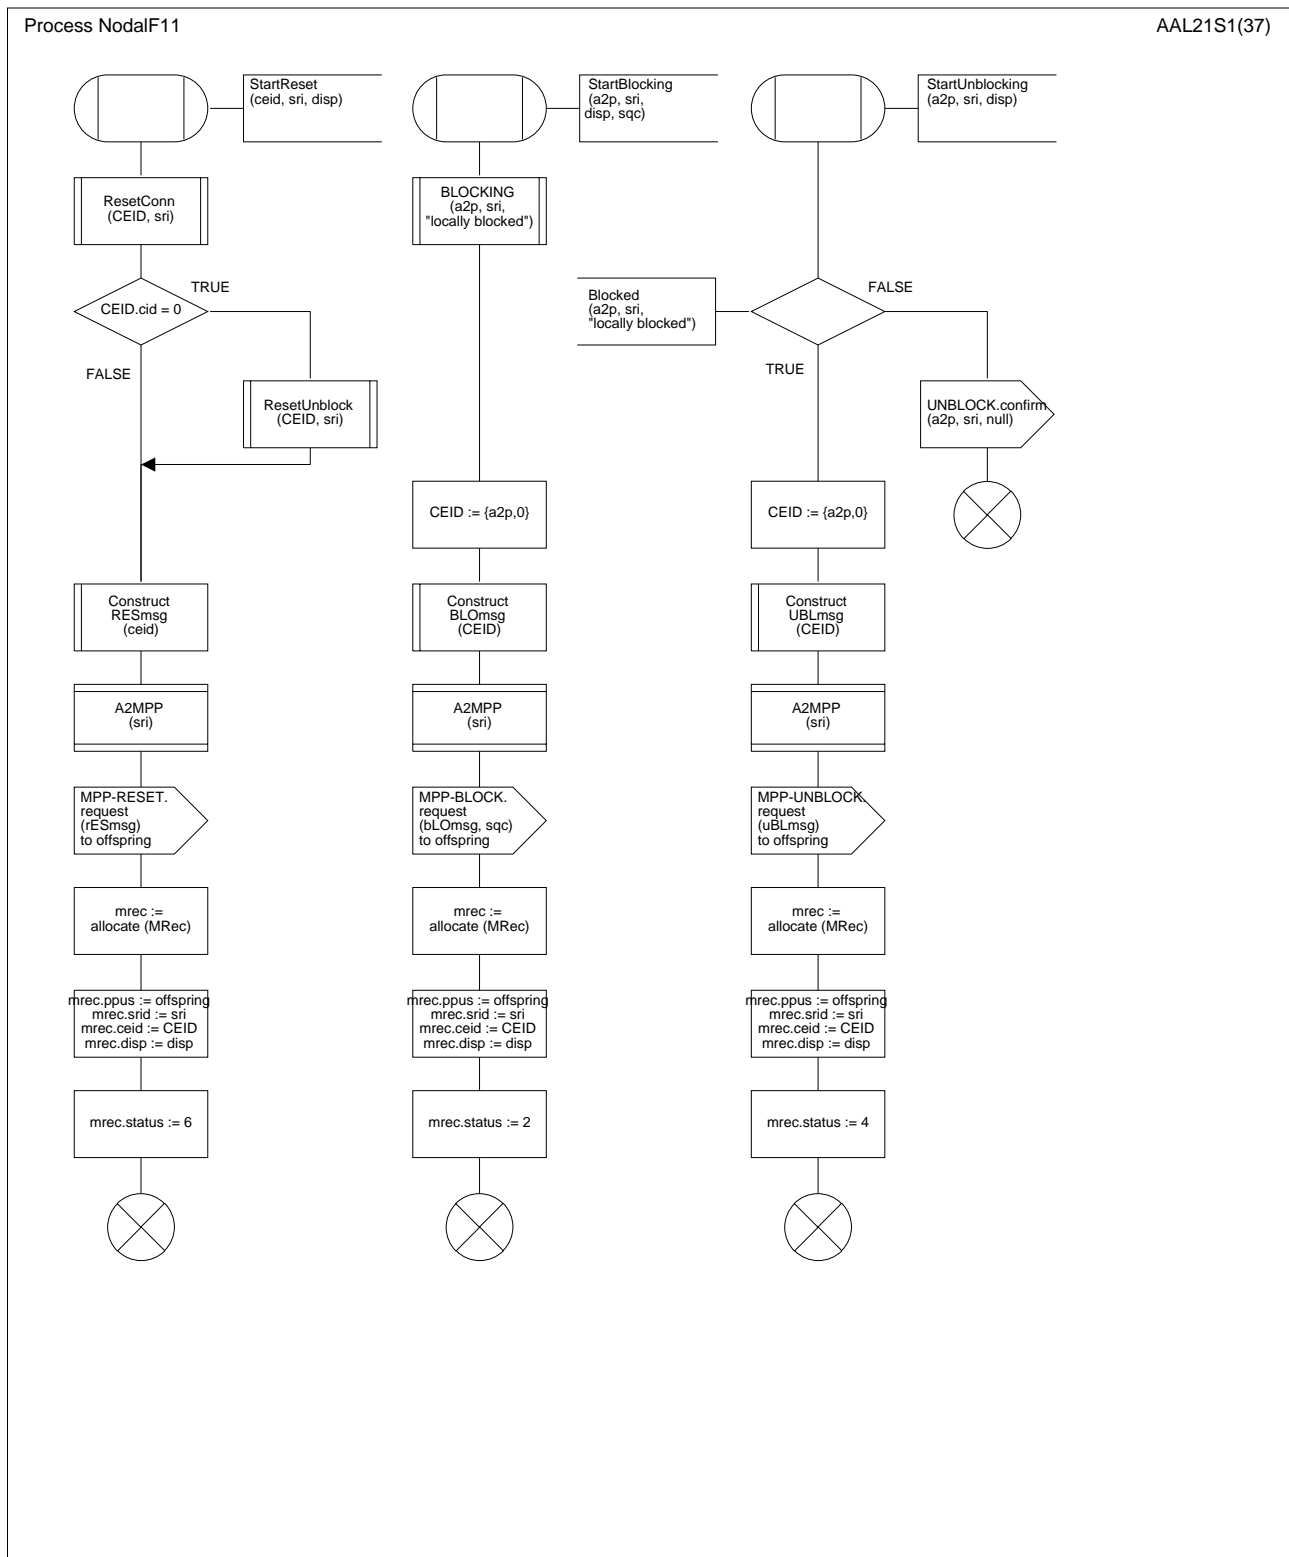 Process NodalF11
AAL21S1(37)
StartReset
(ceid, sri, disp)
ResetConn
(CEID, sri)
CEID.cid = 0
TRUE
FALSE
ResetUnblock
(CEID, sri)
Construct
RESmsg
(ceid)
A2MPP
(sri)
MPP-RESET.
request
(rESmsg)
to offspring
mrec :=
allocate (MRec)
mrec.ppus := offspring
mrec.srid := sri
mrec.ceid := CEID
mrec.disp := disp
mrec.status := 6
StartBlocking
(a2p, sri,
disp, sqc)
BLOCKING
(a2p, sri,
"locally blocked")
CEID := {a2p,0}
Construct
BLOmsg
(CEID)
A2MPP
(sri)
MPP-BLOCK.
request
(bLOmsg, sqc)
to offspring
mrec :=
allocate (MRec)
mrec.ppus := offspring
mrec.srid := sri
mrec.ceid := CEID
mrec.disp := disp
mrec.status := 2
StartUnblocking
(a2p, sri, disp)
Blocked
(a2p, sri,
"locally blocked")
FALSE
TRUE
UNBLOCK.confirm
(a2p, sri, null)
CEID := {a2p,0}
Construct
UBLmsg
(CEID)
A2MPP
(sri)
MPP-UNBLOCK.
request
(uBLmsg)
to offspring
mrec :=
allocate (MRec)
mrec.ppus := offspring
mrec.srid := sri
mrec.ceid := CEID
mrec.disp := disp
mrec.status := 4